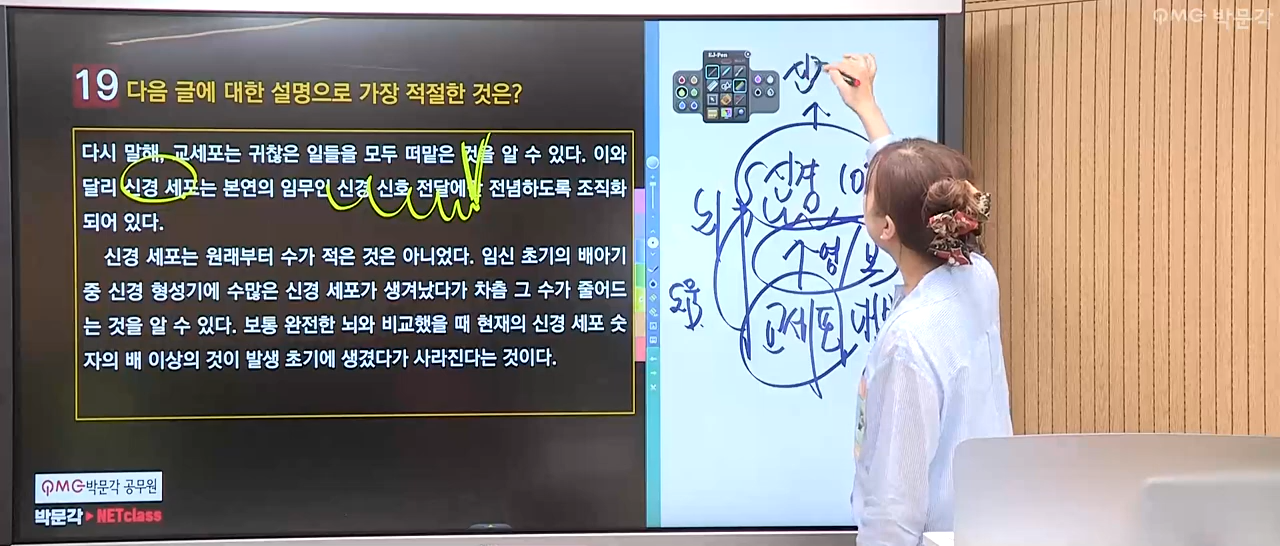 QMG 박문각
19 다음 글에 대한 설명으로 가장 적절한 것은?
다시 말해, 교세포는 귀찮은 일들을 모두 떠맡은 것을 알 수 있다. 이와
달리 신경 세포는 본연의 임무인 신경 신호 전달에만 전념하도록 조직화
되어 있다.
신경 세포는 원래부터 수가 적은 것은 아니었다. 임신 초기의 배아기
중 신경 형성기에 수많은 신경 세포가 생겨났다가 차츰 그 수가 줄어드
는 것을 알 수 있다. 보통 완전한 뇌와 비교했을 때 현재의 신경 세포 숫
자의 배 이상의 것이 발생 초기에 생겼다가 사라진다는 것이다.
QMG 박문각 공무원
박문각 NETclass
EJ-Pen
신경
뇌
교세포